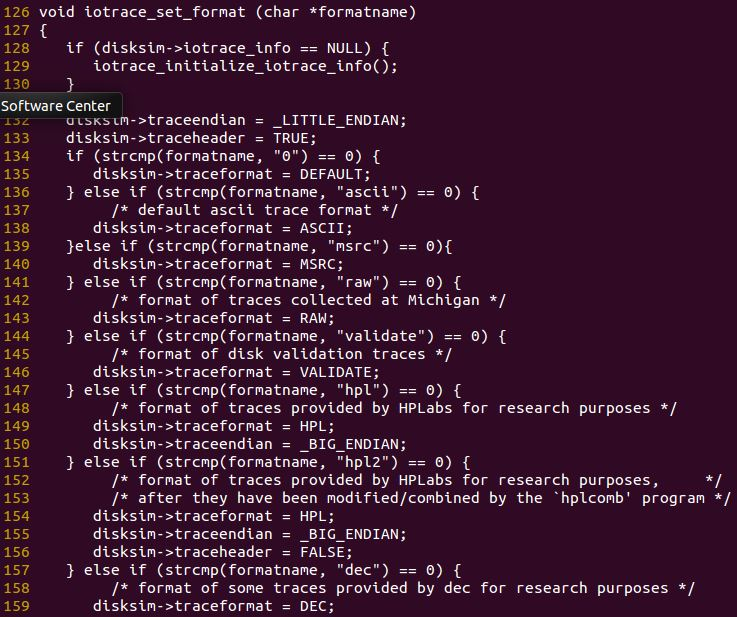 126 void iotrace_set_format (char *formatname)
127 {
128    if (disksim->iotrace_info == NULL) {
129       iotrace_initialize_iotrace_info();
130    }
Software Center
132    disksim->traceendian = _LITTLE_ENDIAN;
133    disksim->traceheader = TRUE;
134    if (strcmp(formatname, "0") == 0) {
135       disksim->traceformat = DEFAULT;
136    } else if (strcmp(formatname, "ascii") == 0) {
137         /* default ascii trace format */
138       disksim->traceformat = ASCII;
139    }else if (strcmp(formatname, "msrc") == 0){
140       disksim->traceformat = MSRC;
141    } else if (strcmp(formatname, "raw") == 0) {
142         /* format of traces collected at Michigan */
143       disksim->traceformat = RAW;
144    } else if (strcmp(formatname, "validate") == 0) {
145         /* format of disk validation traces */
146       disksim->traceformat = VALIDATE;
147    } else if (strcmp(formatname, "hpl") == 0) {
148         /* format of traces provided by HPLabs for research purposes */
149       disksim->traceformat = HPL;
150       disksim->traceendian = _BIG_ENDIAN;
151    } else if (strcmp(formatname, "hpl2") == 0) {
152         /* format of traces provided by HPLabs for research purposes,     */
153         /* after they have been modified/combined by the `hplcomb' program */
154       disksim->traceformat = HPL;
155       disksim->traceendian = _BIG_ENDIAN;
156       disksim->traceheader = FALSE;
157    } else if (strcmp(formatname, "dec") == 0) {
158         /* format of some traces provided by dec for research purposes */
159       disksim->traceformat = DEC;